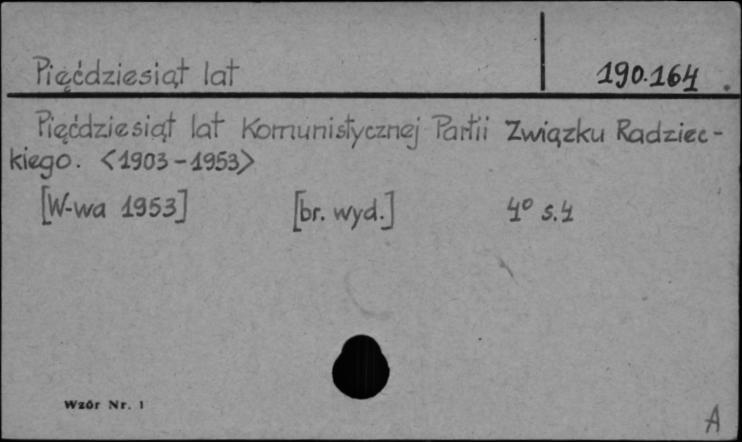 Pięćdziesiąt lat 190.164.
Pięćdziesiąt lat Komunistycznej Partii Związku Radziec-
kiego. <1903-1953>
[W-wa 1953] [br. wyd.] 4° s.4
Wzór Nr. 1
A